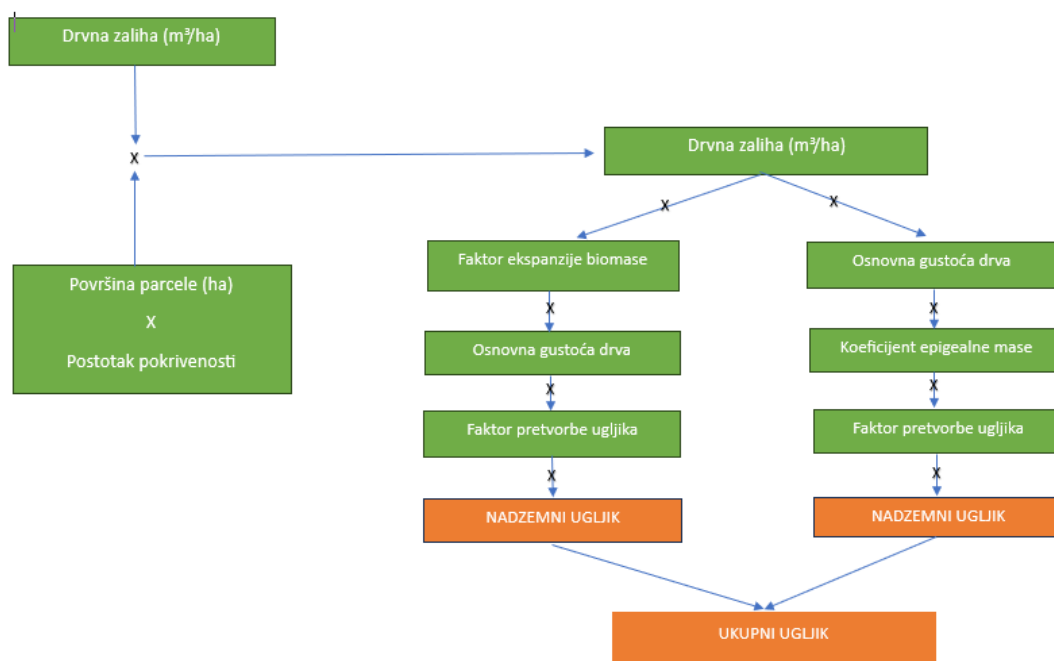 Drvna zaliha (m³/ha)
X
Površina parcele (ha)
X
Postotak pokrivenosti
Drvna zaliha (m³/ha)
X
X
Faktor ekspanzije biomase
X
Osnovna gustoća drva
X
Faktor pretvorbe ugljika
X
NADZEMNI UGLJIK
Osnovna gustoća drva
X
Koeficijent epigealne mase
X
Faktor pretvorbe ugljika
X
NADZEMNI UGLJIK
UKUPNI UGLJIK